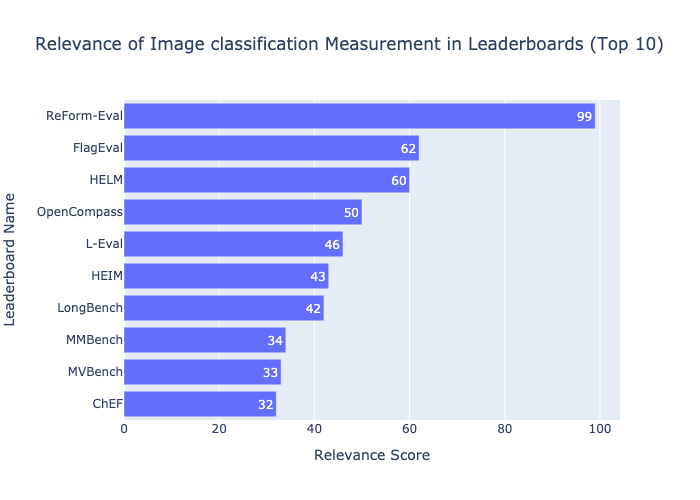 Relevance of Image classification Measurement in Leaderboards (Top 10)
Leaderboard Name
ReForm-Eval 99
FlagEval 62
HELM 60
OpenCompass 50
L-Eval 46
HEIM 43
LongBench 42
MMBench 34
MVBench 33
ChEF 32
0 20 40 60 80 100
Relevance Score